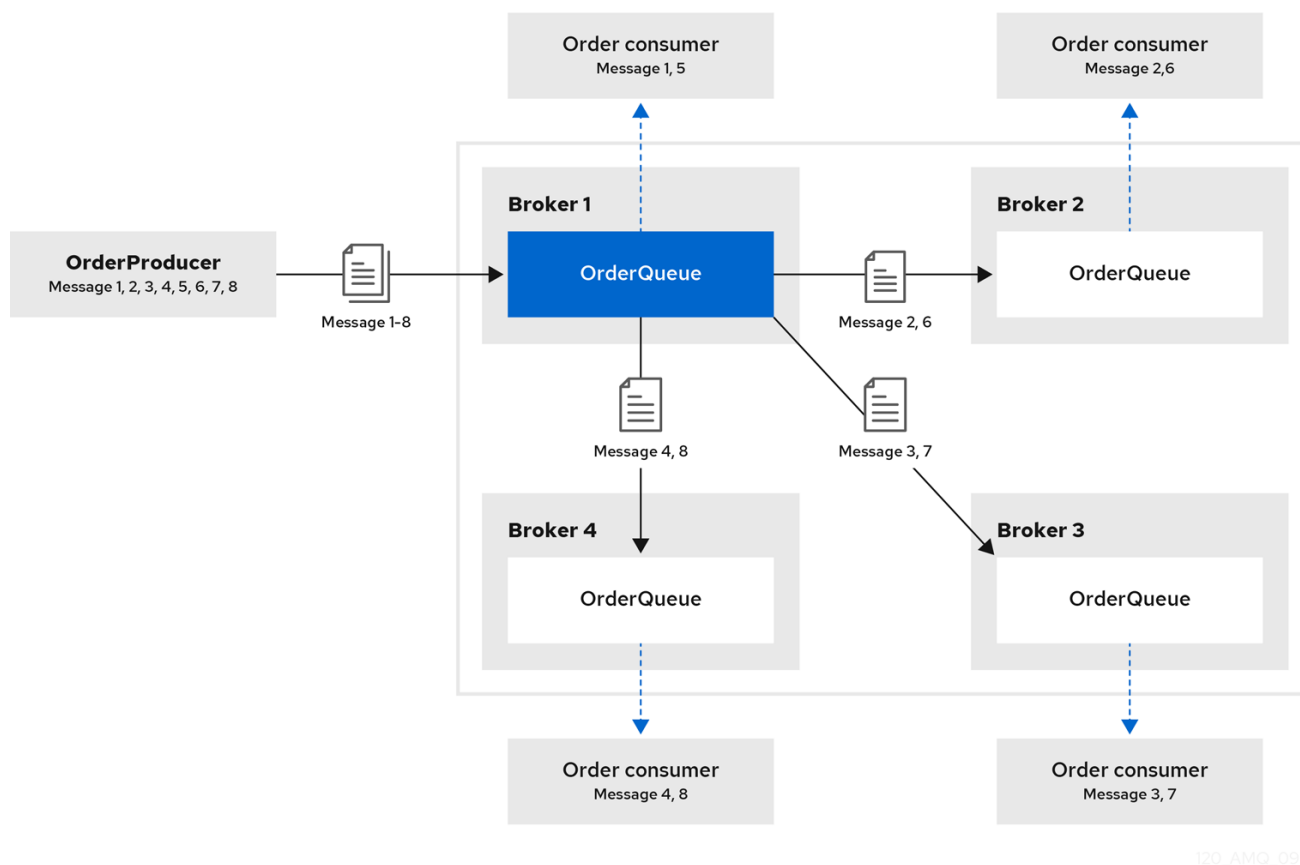 Order consumer
Message 1, 5
Order consumer
Message 2,6
Broker 1
Broker 2
OrderProducer
Message 1, 2, 3, 4, 5, 6, 7, 8
Message 1-8
OrderQueue
Message 2, 6
OrderQueue
Message 4, 8
Message 3, 7
Broker 4
Broker 3
OrderQueue
OrderQueue
Order consumer
Message 4, 8
Order consumer
Message 3, 7
120_AMQ_09